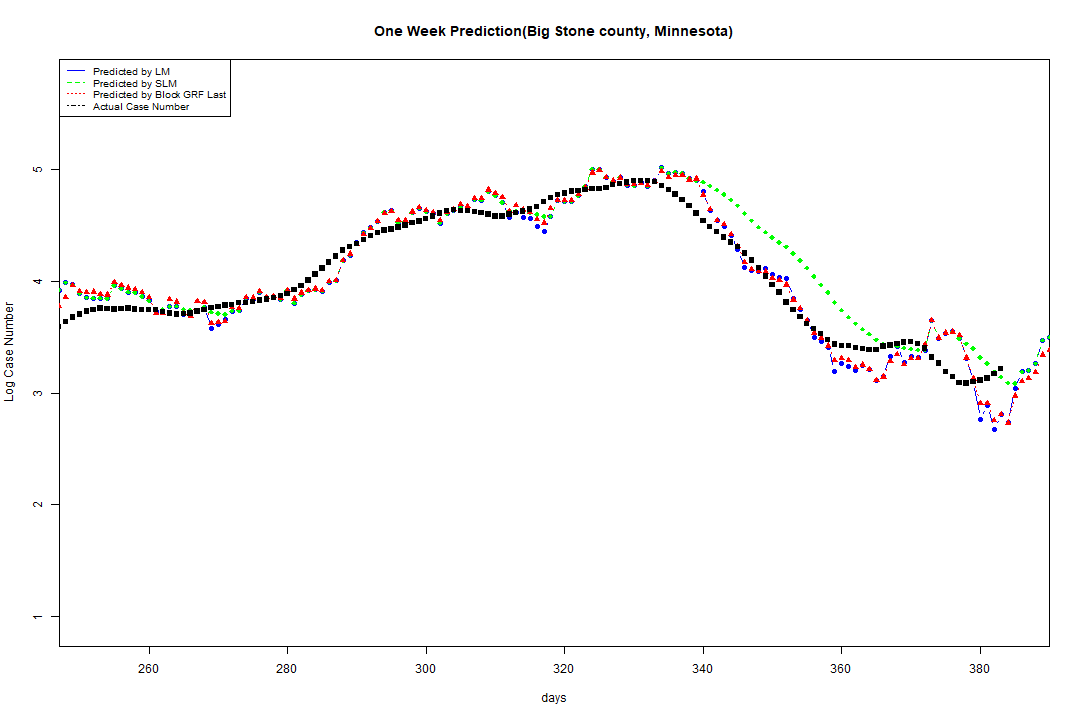 One Week Prediction(Big Stone county, Minnesota)
Predicted by LM
Predicted by SLM
Predicted by Block GRF Last
Actual Case Number
5
4
3
2
1
Log Case Number
260 280 300 320 340 360 380
days